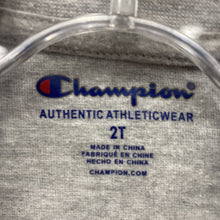 Champion
AUTHENTIC ATHLETICWEAR
2T
MADE IN CHINA
FABRIQUÉ EN CHINE
HECHO EN CHINA
CHAMPION.COM